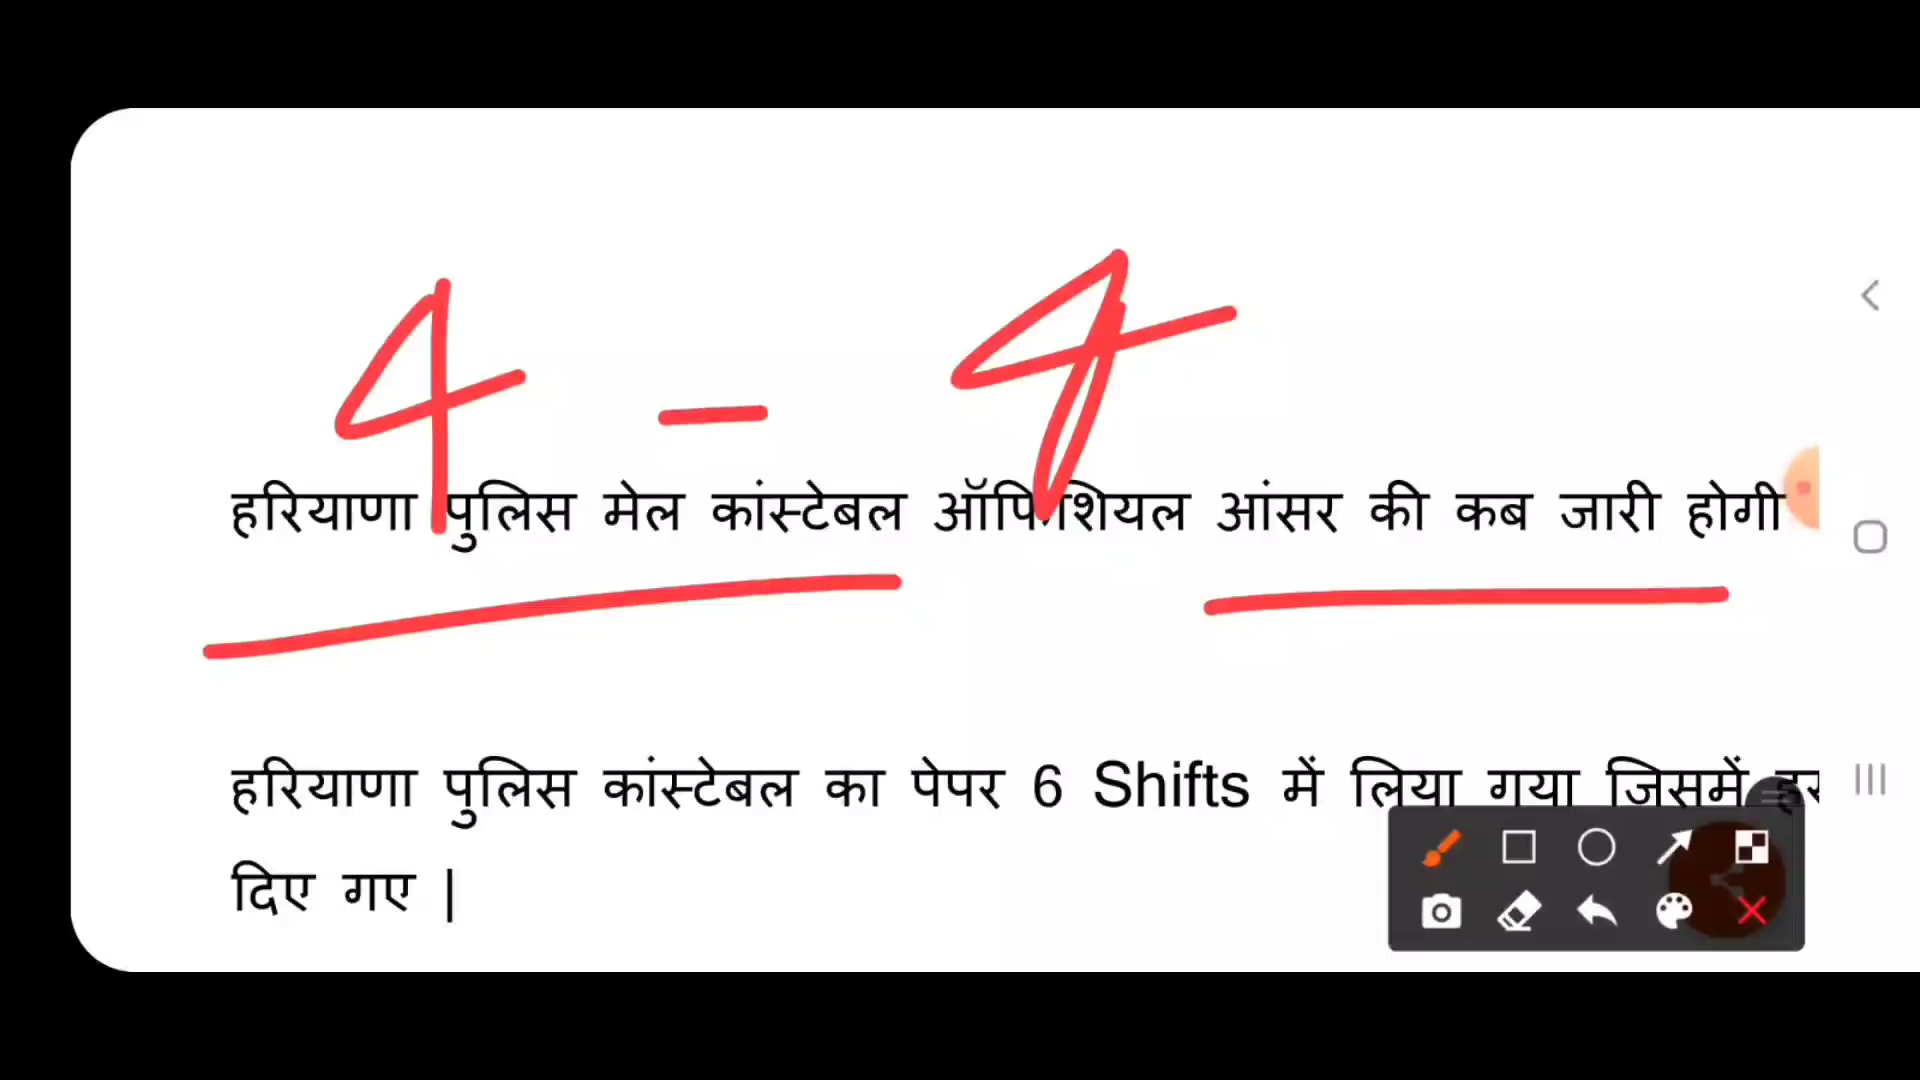 4 - 4
हरियाणा पुलिस मेल कांस्टेबल ऑफिशियल आंसर की कब जारी होगी
हरियाणा पुलिस कांस्टेबल का पेपर 6 Shifts में लिया गया जिसमें
दिए गए |